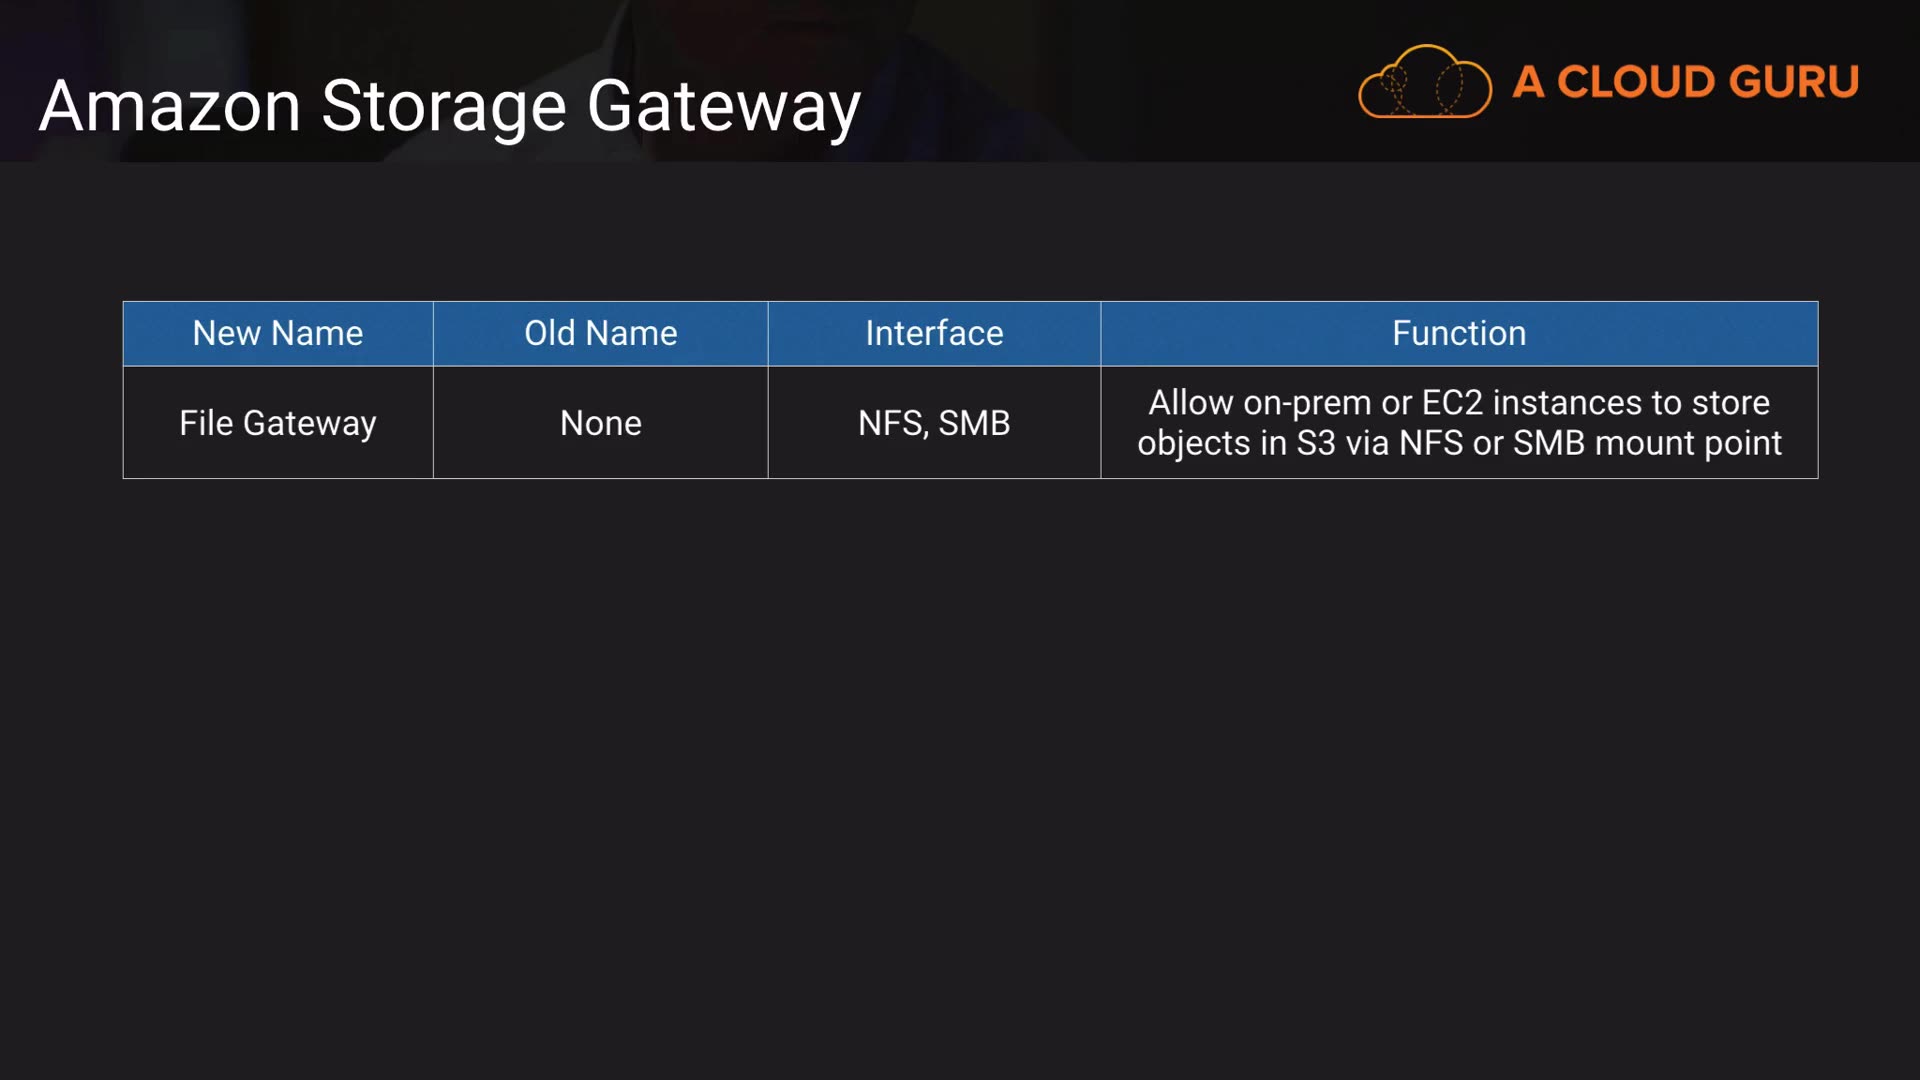 Amazon Storage Gateway
A CLOUD GURU
New Name
Old Name
Interface
Function
File Gateway
None
NFS, SMB
Allow on-prem or EC2 instances to store
objects in S3 via NFS or SMB mount point